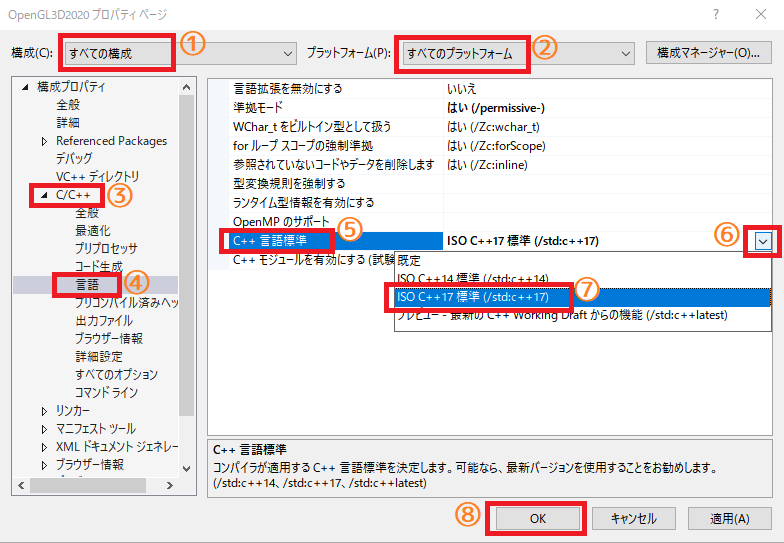 OpenGL3D2020 プロパティ ページ
? ×
構成(C): すべての構成 ① プラットフォーム(P): すべてのプラットフォーム ② 構成マネージャー(O)...
構成プロパティ
全般
詳細
Referenced Packages
デバッグ
VC++ ディレクトリ
C/C++ ③
全般
最適化
プリプロセッサ
コード生成
言語 ④
プリコンパイル済みヘッ
出力ファイル
ブラウザー情報
詳細設定
すべてのオプション
コマンド ライン
リンカー
マニフェスト ツール
XML ドキュメント ジェネレー
ブラウザー情報
言語拡張を無効にする いいえ
準拠モード はい (/permissive-)
WChar_t をビルトイン型として扱う はい (/Zc:wchar_t)
for ループ スコープの強制準拠 はい (/Zc:forScope)
参照されていないコードやデータを削除します はい (/Zc:inline)
型変換規則を強制する
ランタイム型情報を有効にする
OpenMP のサポート
C++ 言語標準 ⑤ ISO C++17 標準 (/std:c++17) ⑥
C++ モジュールを有効にする (試験
既定
ISO C++14 標準 (/std:c++14)
ISO C++17 標準 (/std:c++17) ⑦
プレビュー - 最新の C++ Working Draft からの機能 (/std:c++latest)
C++ 言語標準
コンパイラが適用する C++ 言語標準を決定します。可能なら、最新バージョンを使用することをお勧めします。
(/std:c++14、/std:c++17、/std:c++latest)
⑧ OK キャンセル 適用(A)